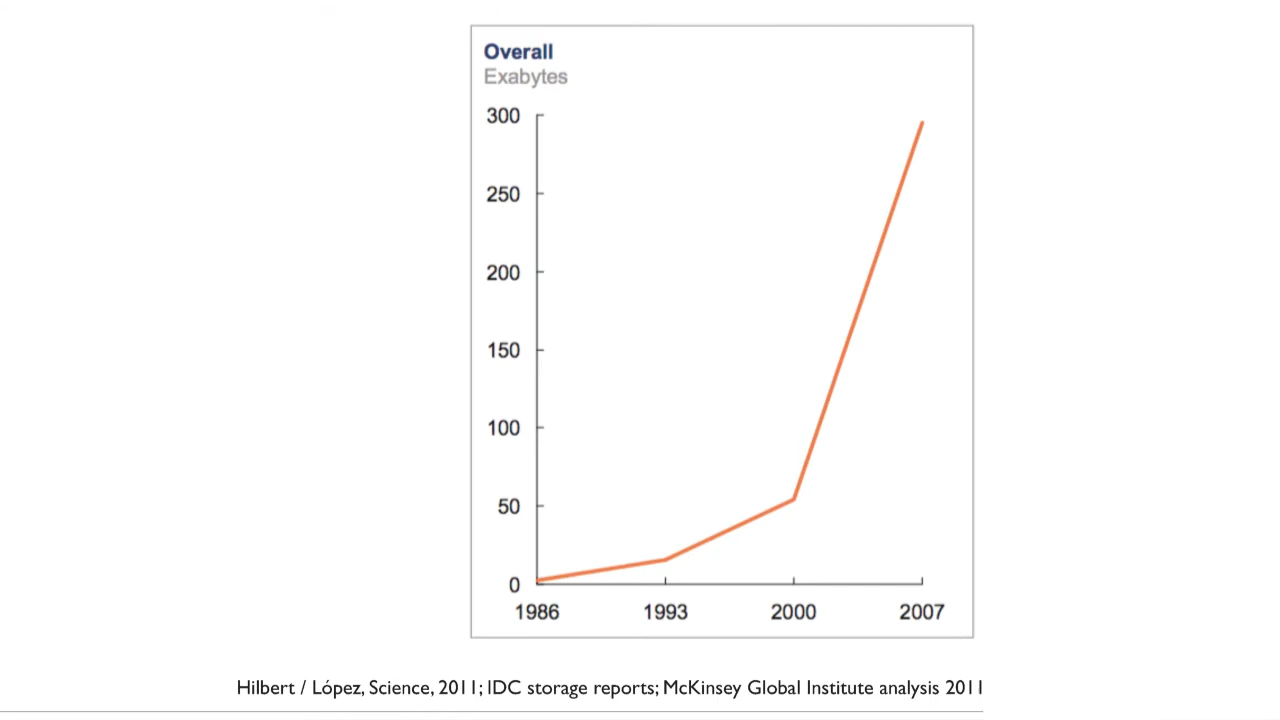 Overall
Exabytes
300
250
200
150
100
50
0
1986 1993 2000 2007
Hilbert / López, Science, 2011; IDC storage reports; McKinsey Global Institute analysis 2011